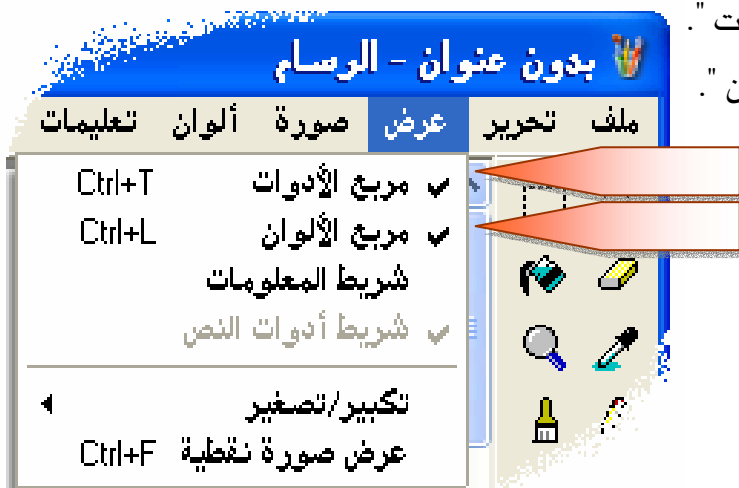 ت ".
ن ".
بدون عنوان - الرسام
ملف تحرير عرض صورة ألوان تعليمات
مربع الأدوات Ctrl+T
مربع الألوان Ctrl+L
شريط المعلومات
شريط أدوات النص
تكبير/تصغير
عرض صورة نقطية Ctrl+F